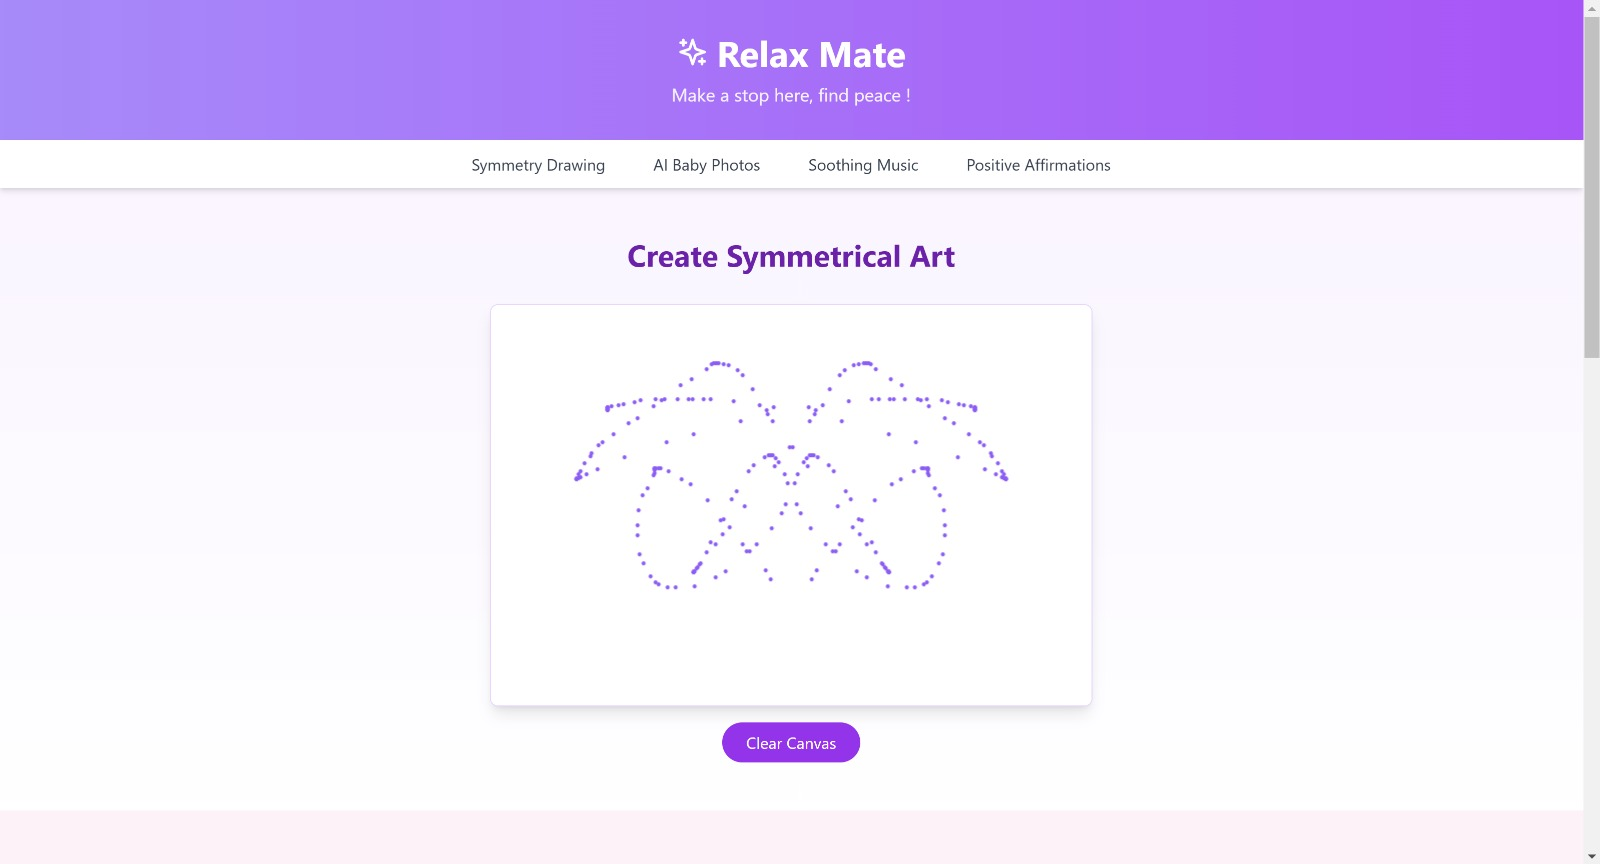 Relax Mate
Make a stop here, find peace !
Symmetry Drawing
AI Baby Photos
Soothing Music
Positive Affirmations
Create Symmetrical Art
Clear Canvas